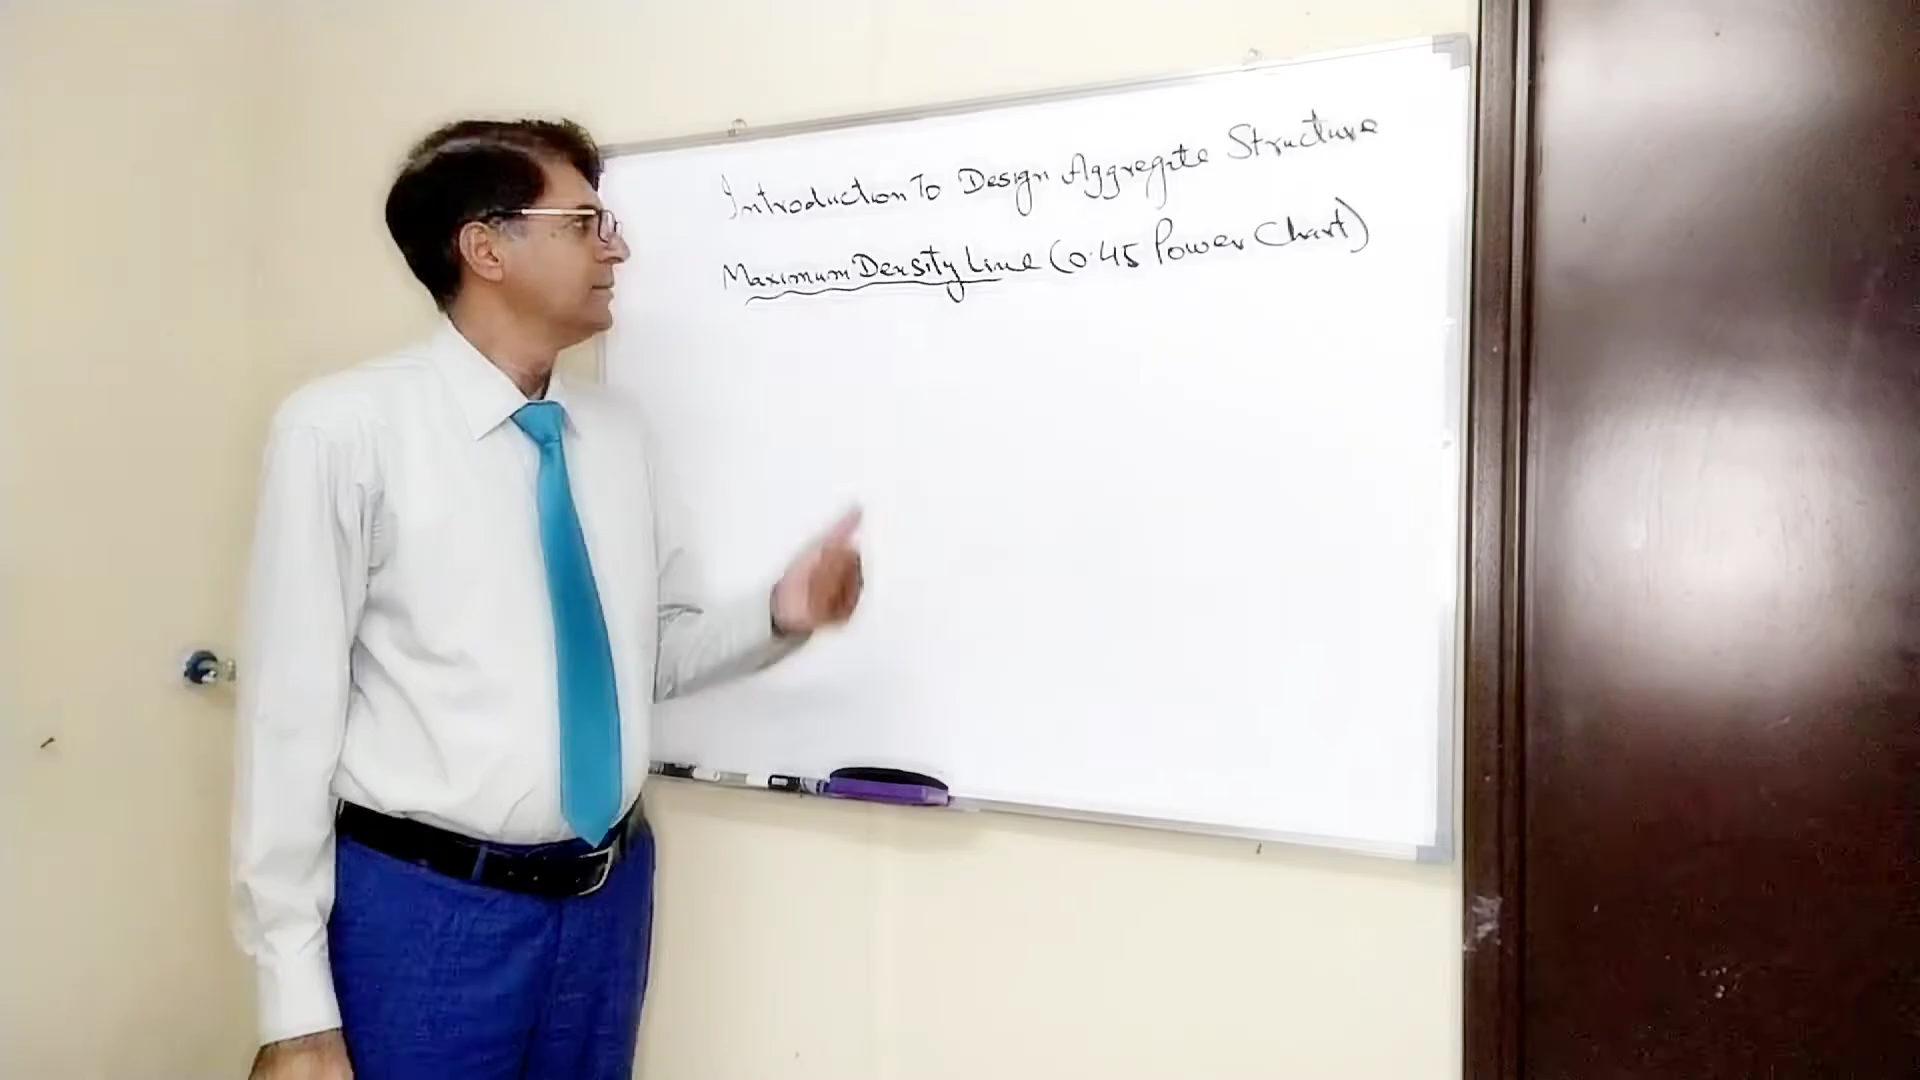 Introduction To Design Aggregate Structure
Maximum Density Line (0.45 Power Chart)